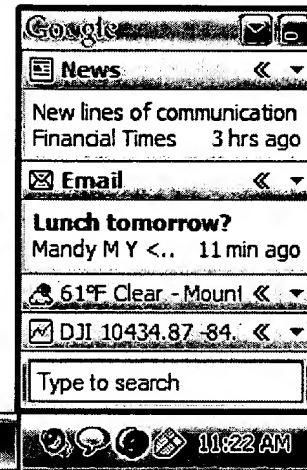 Google
News
New lines of communication
Financial Times 3 hrs ago
Email
Lunch tomorrow?
Mandy M Y <.. 11 min ago
61°F Clear - Mount
DJI 10434.87 -84.
Type to search
11:22 AM